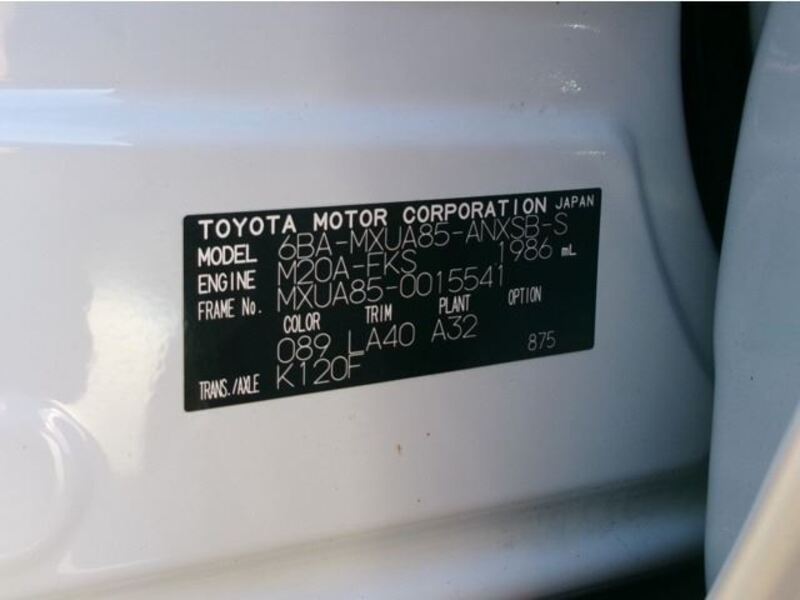 TOYOTA MOTOR CORPORATION JAPAN
MODEL 6BA-MXUA85-ANXSB-S
ENGINE M20A-FKS 1986 mL
FRAME No. MXUA85-0015541
COLOR TRIM PLANT OPTION
089 LA40 A32 875
TRANS./AXLE K120F